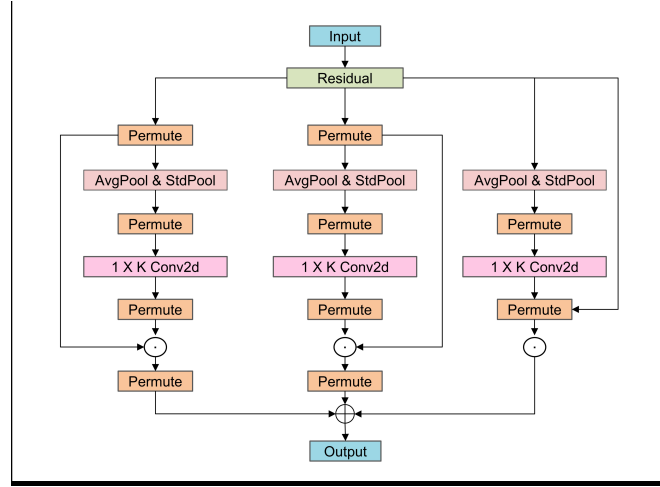 Input
Residual
Permute
Permute
AvgPool & StdPool
AvgPool & StdPool
AvgPool & StdPool
Permute
Permute
Permute
1 X K Conv2d
1 X K Conv2d
1 X K Conv2d
Permute
Permute
Permute
Permute
Permute
Output